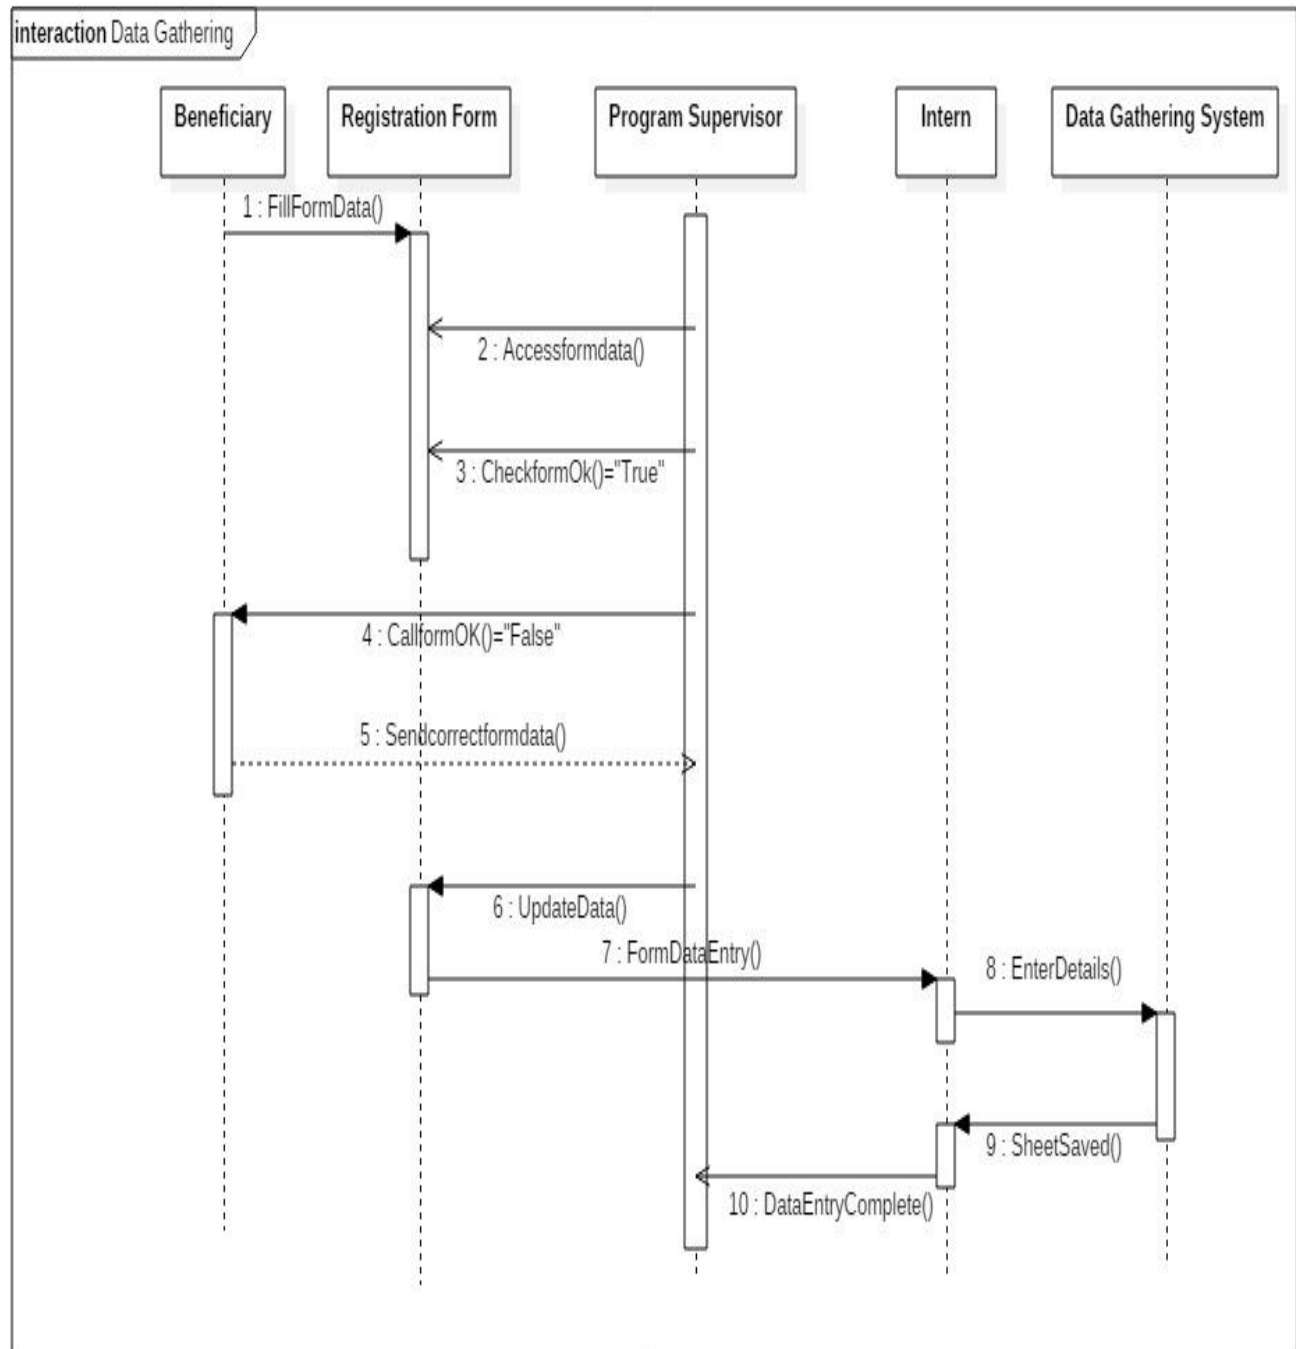 interaction Data Gathering
Beneficiary
Registration Form
Program Supervisor
Intern
Data Gathering System
1 : FillFormData()
2 : Accessformdata()
3 : CheckformOk()="True"
4 : CallformOK()="False"
5 : Sendcorrectformdata()
6 : UpdateData()
7 : FormDataEntry()
8 : EnterDetails()
9 : SheetSaved()
10 : DataEntryComplete()